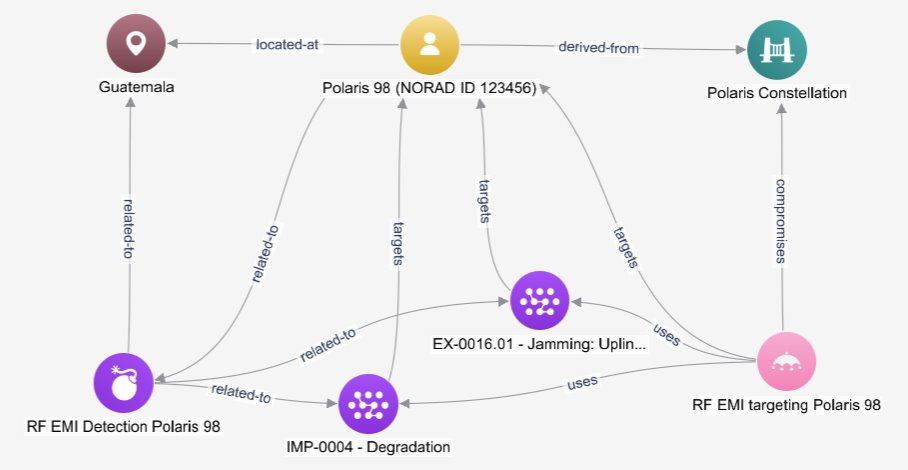 located-at
derived-from
Guatemala
Polaris 98 (NORAD ID 123456)
Polaris Constellation
related-to
related-to
targets
targets
targets
compromises
EX-0016.01 - Jamming: Uplin...
related-to
uses
related-to
uses
RF EMI Detection Polaris 98
IMP-0004 - Degradation
RF EMI targeting Polaris 98